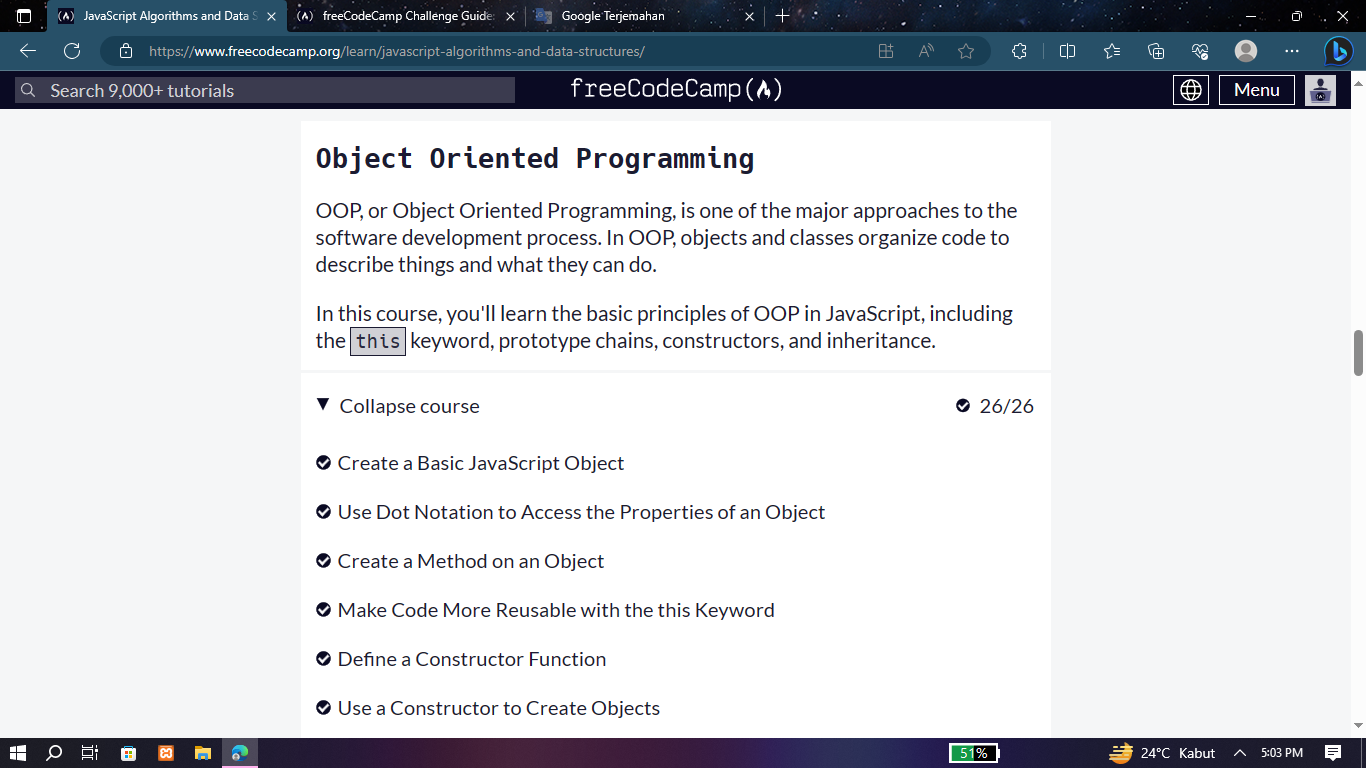 JavaScript Algorithms and Data S
freeCodeCamp Challenge Guide:
Google Terjemahan
https://www.freecodecamp.org/learn/javascript-algorithms-and-data-structures/
Search 9,000+ tutorials
freeCodeCamp
Menu
Object Oriented Programming
OOP, or Object Oriented Programming, is one of the major approaches to the
software development process. In OOP, objects and classes organize code to
describe things and what they can do.
In this course, you'll learn the basic principles of OOP in JavaScript, including
the this keyword, prototype chains, constructors, and inheritance.
Collapse course
26/26
Create a Basic JavaScript Object
Use Dot Notation to Access the Properties of an Object
Create a Method on an Object
Make Code More Reusable with the this Keyword
Define a Constructor Function
Use a Constructor to Create Objects
51%
24°C Kabut
5:03 PM